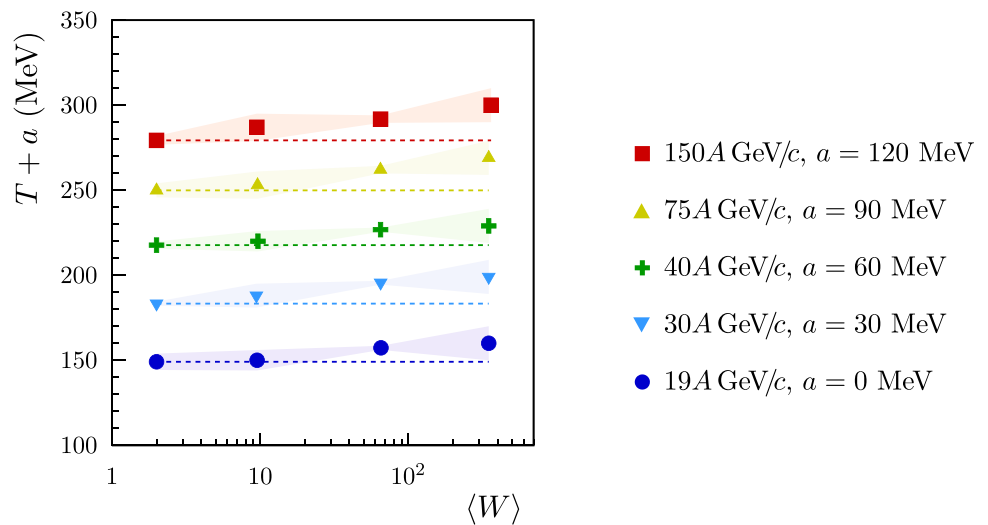 350
300
250
200
150
100
T + a (MeV)
1
10
10²
⟨W⟩
150A GeV/c, a = 120 MeV
75A GeV/c, a = 90 MeV
40A GeV/c, a = 60 MeV
30A GeV/c, a = 30 MeV
19A GeV/c, a = 0 MeV